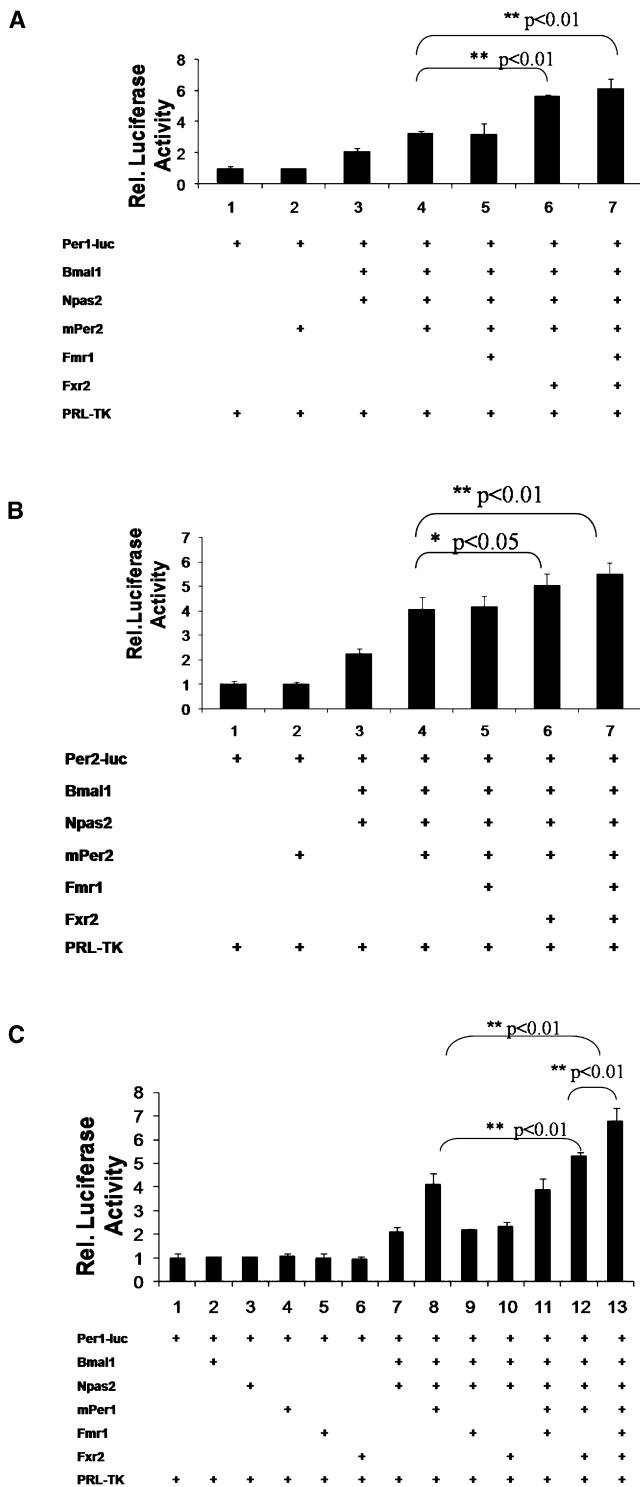 A
** p<0.01
** p<0.01
Rel. Luciferase Activity
8
6
4
2
0
1 2 3 4 5 6 7
Per1-luc + + + + + + +
Bmal1 + + + + +
Npas2 + + + + +
mPer2 + + + + +
Fmr1 + +
Fxr2 + +
PRL-TK + + + + + + +
B
** p<0.01
* p<0.05
Rel.Luciferase Activity
7
6
5
4
3
2
1
0
1 2 3 4 5 6 7
Per2-luc + + + + + + +
Bmal1 + + + + +
Npas2 + + + + +
mPer2 + + + + +
Fmr1 + +
Fxr2 + +
PRL-TK + + + + + + +
C
** p<0.01
** p<0.01
** p<0.01
Rel. Luciferase Activity
8
7
6
5
4
3
2
1
0
1 2 3 4 5 6 7 8 9 10 11 12 13
Per1-luc + + + + + + + + + + + + +
Bmal1 + + + + + + + +
Npas2 + + + + + + + +
mPer1 + + + + +
Fmr1 + + + +
Fxr2 + + + +
PRL-TK + + + + + + + + + + + + +